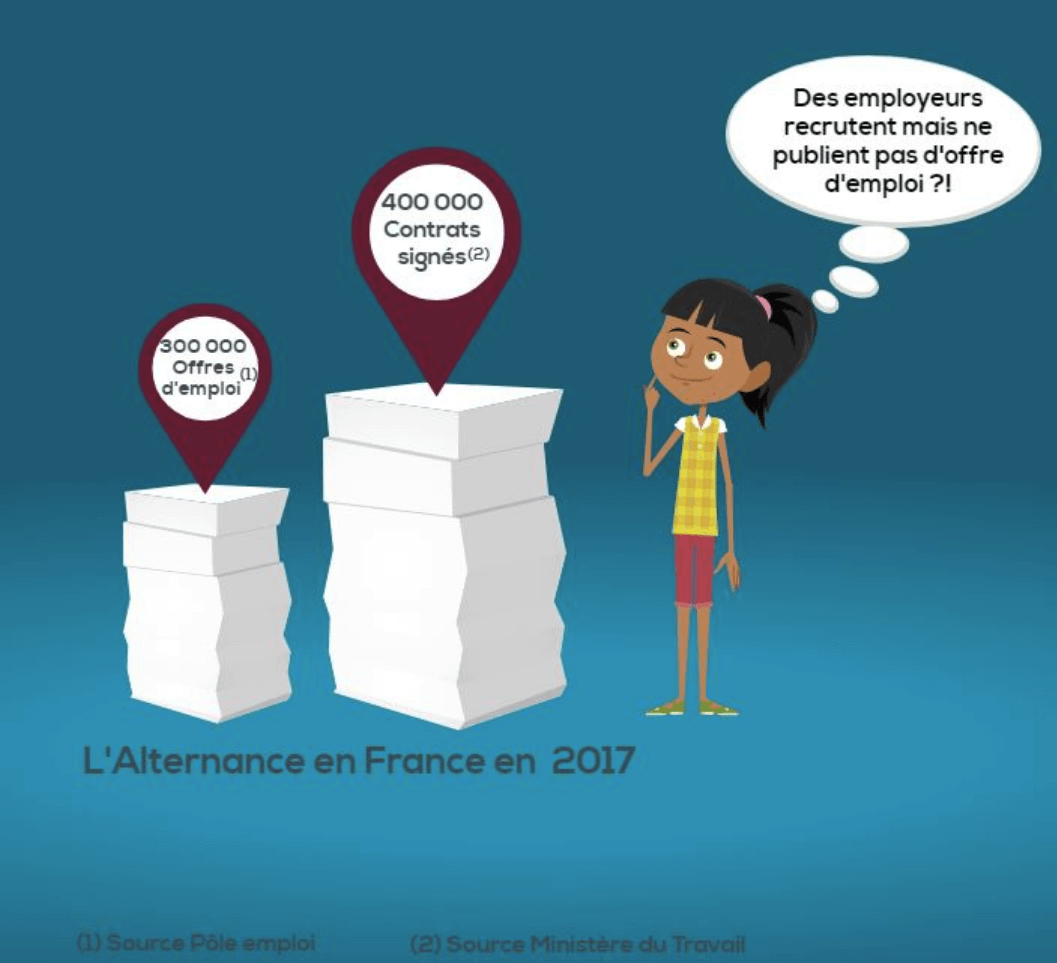 Des employeurs
recrutent mais ne
publient pas d'offre
d'emploi ?!
400 000
Contrats
signés(2)
300 000
Offres (1)
d'emploi
L'Alternance en France en 2017
(1) Source Pôle emploi (2) Source Ministère du Travail